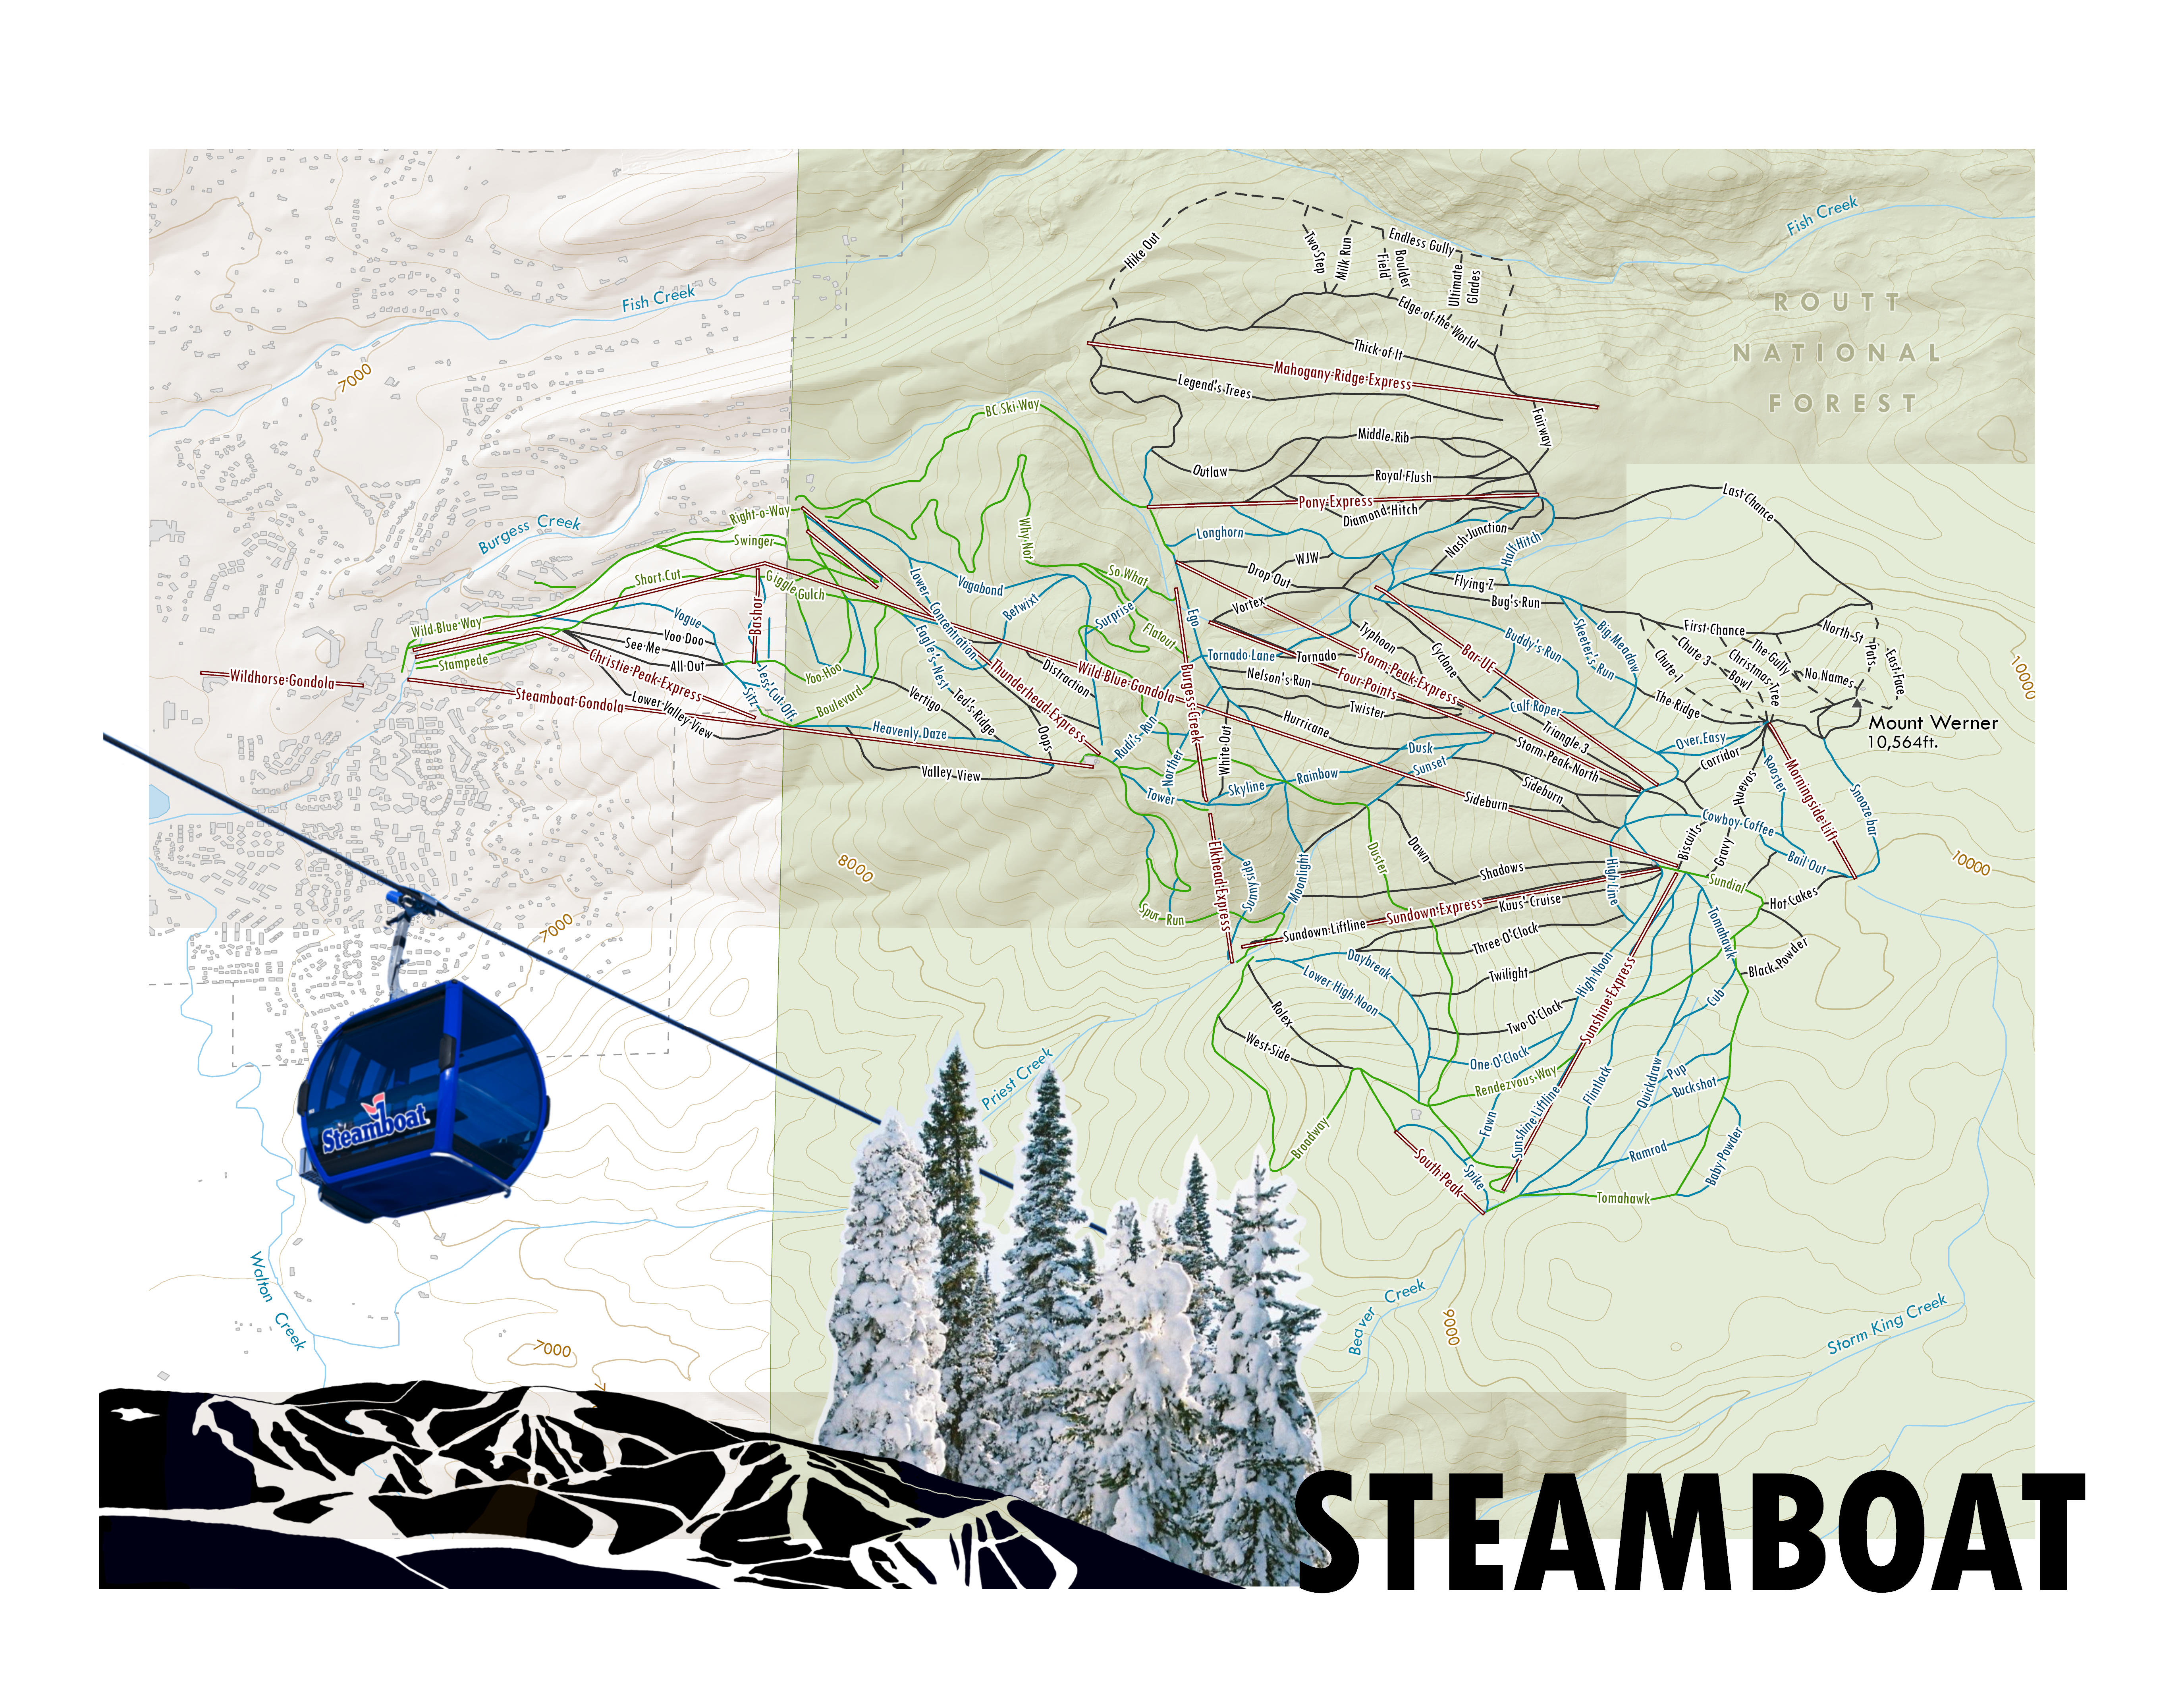 Fish Creek
Hike Out
Two-Step
Milk Run
Boulder
Field
Endless Gully
Ultimate
Glades
Edge of the World
ROUTT
NATIONAL
FOREST
Fish Creek
7000
Thick of It
Mahogany Ridge Express
Legend's Trees
Fairway
BC Ski Way
Middle Rib
Outlaw
Royal Flush
Pony Express
Diamond Hitch
Last Chance
Burgess Creek
Right-o-Way
Swinger
Why Not
Longhorn
Nash Junction
Half Hitch
WJW
Drop Out
Short Cut
Giggle Gulch
Lower Concentration
Vagabond
So What
Betwixt
Surprise
Flying Z
Bug's Run
Vortex
Ego
Wild Blue Way
Vogue
Voo Doo
See Me
All Out
Bashor
Stampede
Christie Peak Express
Wildhorse Gondola
Steamboat Gondola
Lower Valley View
Sitz
Jess' Cut-Off
Yoo-Hoo
Boulevard
Eagle's Nest
Flatout
Typhoon
Cyclone
Bar-UE
Buddy's Run
Skeeter's Run
Big Meadow
First Chance
Chute 1
Chute 3
Christmas Tree
Bowl
The Gully
No Names
North St
Pats
East Face
10000
Tornado Lane
Tornado
Storm Peak Express
Four Points
Nelson's Run
Twister
Wild Blue Gondola
Thunderhead Express
Distraction
Burgess Creek
Vertigo
Ted's Ridge
Oops
Heavenly Daze
Valley View
Rudi's Run
Norther
White Out
Hurricane
Calf Roper
Triangle 3
The Ridge
Mount Werner
10,564ft.
Over Easy
Corridor
Dusk
Sunset
Storm Peak North
Tower
Skyline
Rainbow
Sideburn
Sideburn
Huevos
Rooster
Morningside Lift
Snooze bar
Cowboy Coffee
Biscuits
Gravy
Bail Out
10000
8000
Elkhead Express
Sunnyside
Moonlight
Duster
Dawn
Shadows
High Line
Sundial
Hot Cakes
Spur Run
Sundown Express
Kuus' Cruise
Sundown Liftline
Three O'Clock
Tomahawk
Black Powder
7000
Daybreak
Lower High Noon
Twilight
High Noon
Sunshine Express
Cub
Rolex
West Side
Two O'Clock
One O'Clock
Rendezvous Way
Priest Creek
Steamboat
Flintlock
Quickdraw
Pup
Buckshot
Fawn
Sunshine Liftline
Broadway
South Peak
Spike
Ramrod
Baby Powder
Tomahawk
Walton Creek
Beaver Creek
9000
Storm King Creek
7000
STEAMBOAT